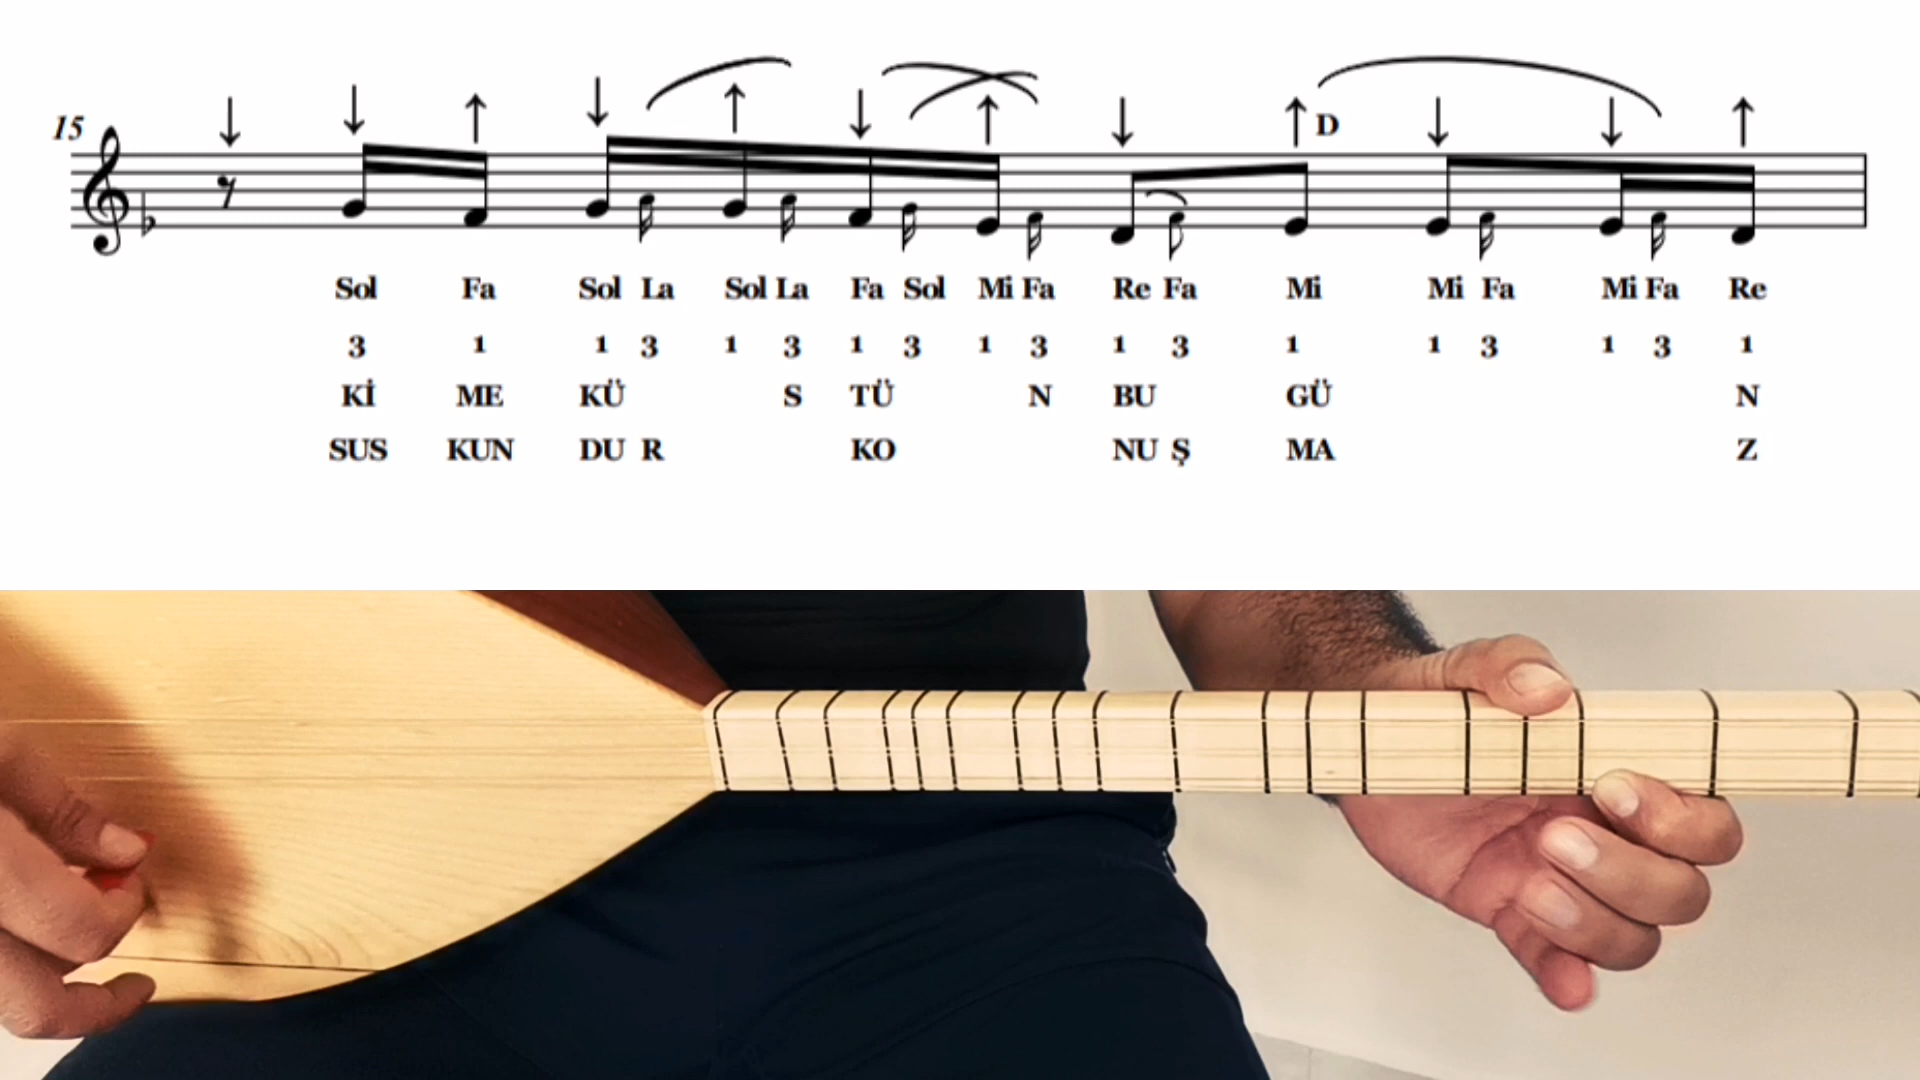 15
D
Sol Fa Sol La Sol La Fa Sol Mi Fa Re Fa Mi Mi Fa Mi Fa Re
3 1 1 3 1 3 1 3 1 3 1 3 1 1 3 1 3 1
Kİ ME KÜ S TÜ N BU GÜ N
SUS KUN DU R KO NU Ş MA Z